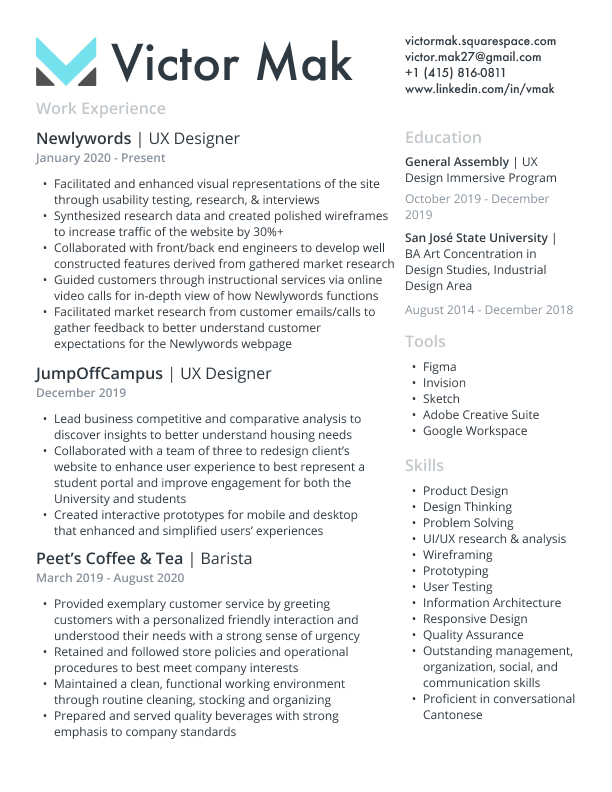 Victor Mak
victormak.squarespace.com
victor.mak27@gmail.com
+1 (415) 816-0811
www.linkedin.com/in/vmak
Work Experience
Newlywords | UX Designer
January 2020 - Present
• Facilitated and enhanced visual representations of the site
through usability testing, research, & interviews
• Synthesized research data and created polished wireframes
to increase traffic of the website by 30%+
• Collaborated with front/back end engineers to develop well
constructed features derived from gathered market research
• Guided customers through instructional services via online
video calls for in-depth view of how Newlywords functions
• Facilitated market research from customer emails/calls to
gather feedback to better understand customer
expectations for the Newlywords webpage
JumpOffCampus | UX Designer
December 2019
• Lead business competitive and comparative analysis to
discover insights to better understand housing needs
• Collaborated with a team of three to redesign client's
website to enhance user experience to best represent a
student portal and improve engagement for both the
University and students
• Created interactive prototypes for mobile and desktop
that enhanced and simplified users' experiences
Peet's Coffee & Tea | Barista
March 2019 - August 2020
• Provided exemplary customer service by greeting
customers with a personalized friendly interaction and
understood their needs with a strong sense of urgency
• Retained and followed store policies and operational
procedures to best meet company interests
• Maintained a clean, functional working environment
through routine cleaning, stocking and organizing
• Prepared and served quality beverages with strong
emphasis to company standards
Education
General Assembly | UX
Design Immersive Program
October 2019 - December
2019
San José State University |
BA Art Concentration in
Design Studies, Industrial
Design Area
August 2014 - December 2018
Tools
• Figma
• Invision
• Sketch
• Adobe Creative Suite
• Google Workspace
Skills
• Product Design
• Design Thinking
• Problem Solving
• UI/UX research & analysis
• Wireframing
• Prototyping
• User Testing
• Information Architecture
• Responsive Design
• Quality Assurance
• Outstanding management,
organization, social, and
communication skills
• Proficient in conversational
Cantonese